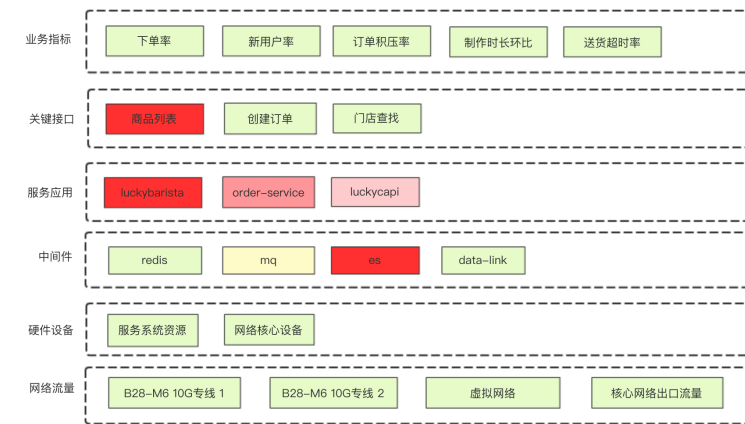 业务指标
下单率
新用户率
订单积压率
制作时长环比
送货超时率
关键接口
商品列表
创建订单
门店查找
服务应用
luckybarista
order-service
luckycapi
中间件
redis
mq
es
data-link
硬件设备
服务系统资源
网络核心设备
网络流量
B28-M6 10G专线 1
B28-M6 10G专线 2
虚拟网络
核心网络出口流量